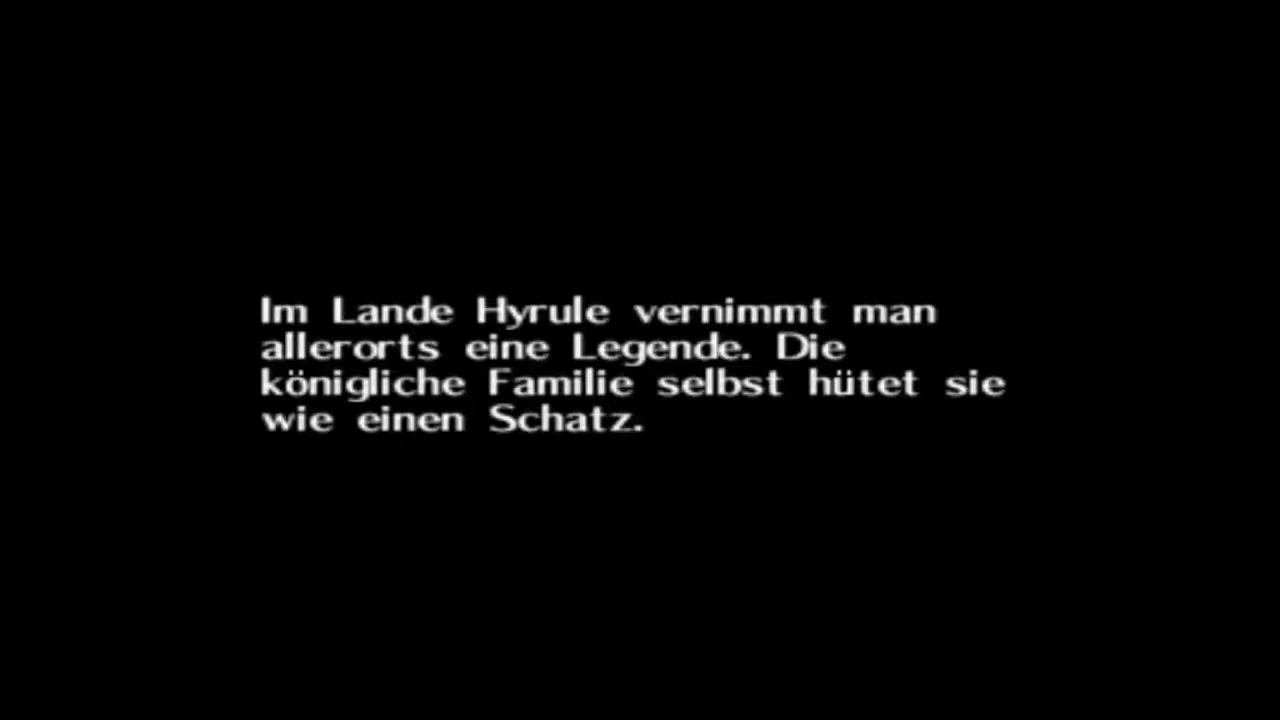 Im Lande Hyrule vernimmt man
allerorts eine Legende. Die
königliche Familie selbst hütet sie
wie einen Schatz.